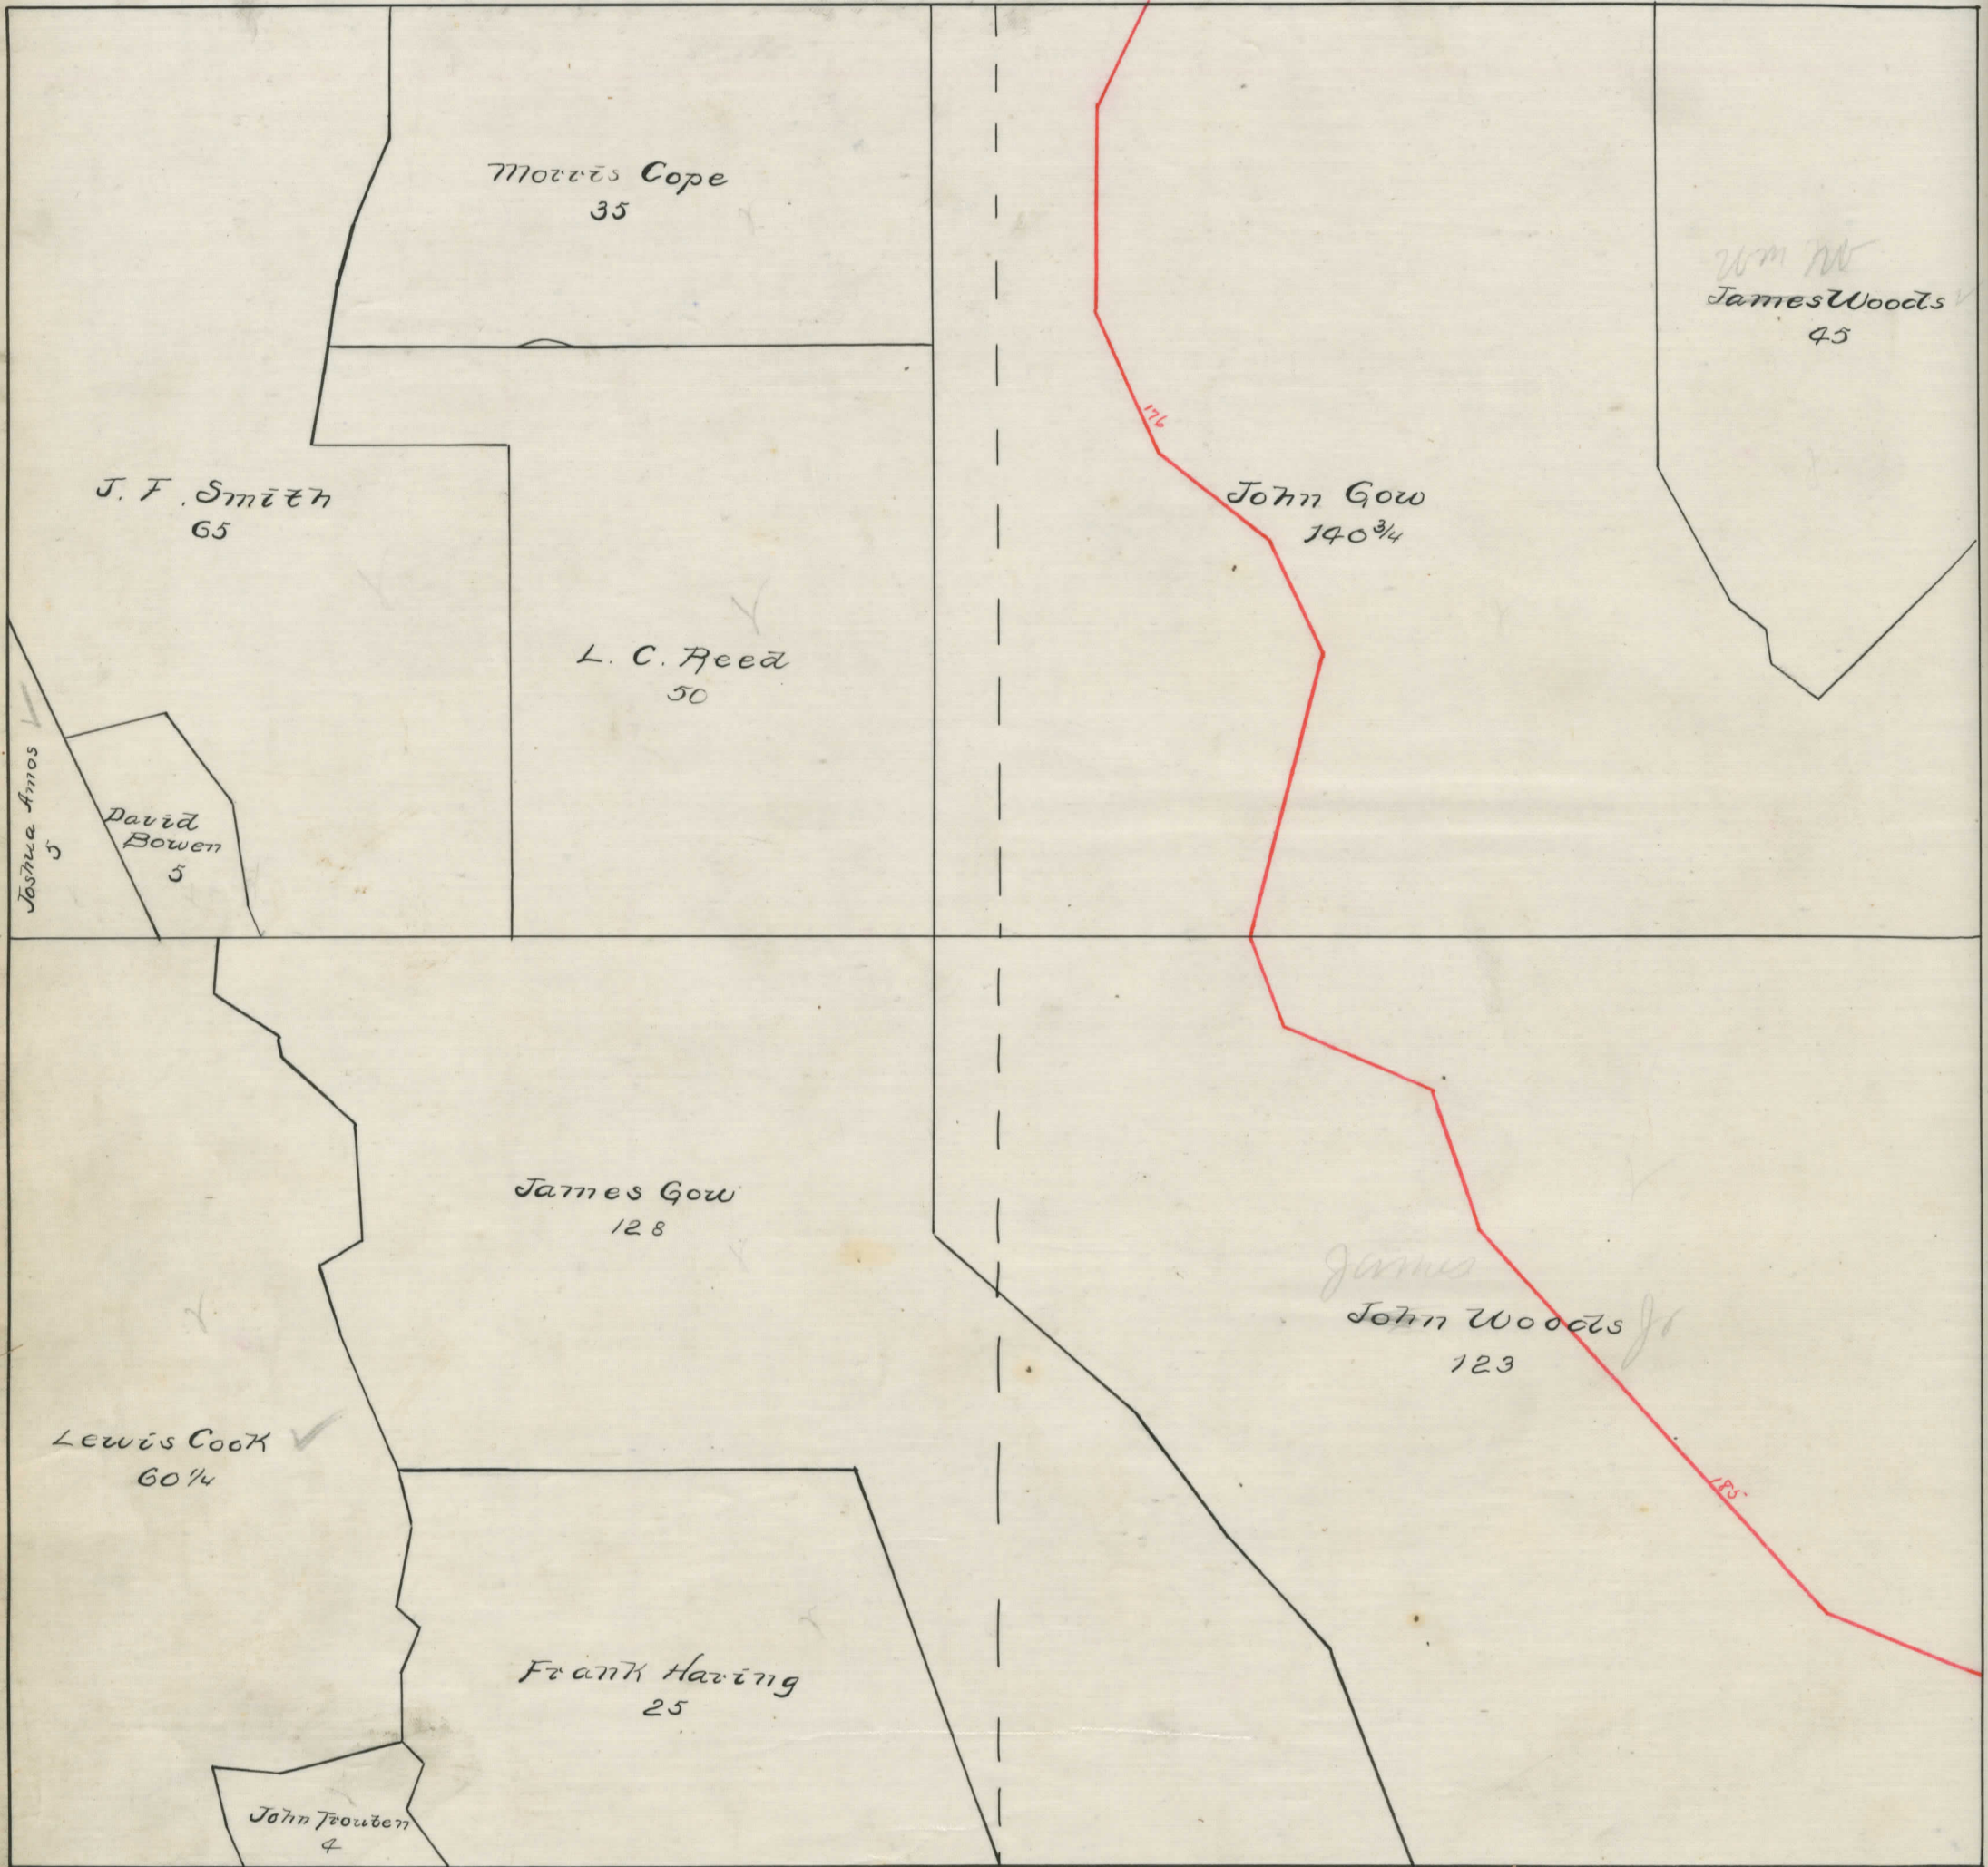 Morris Cope
35
Wm
James Woods
45
176
J. F. Smith
65
John Gow
140 3/4
L. C. Reed
50
Joshua Amos
5
David
Bowen
5
James Gow
128
James
John Woods Jr
123
Lewis Cook
60 1/4
185
Frank Haring
25
John Trouten
4